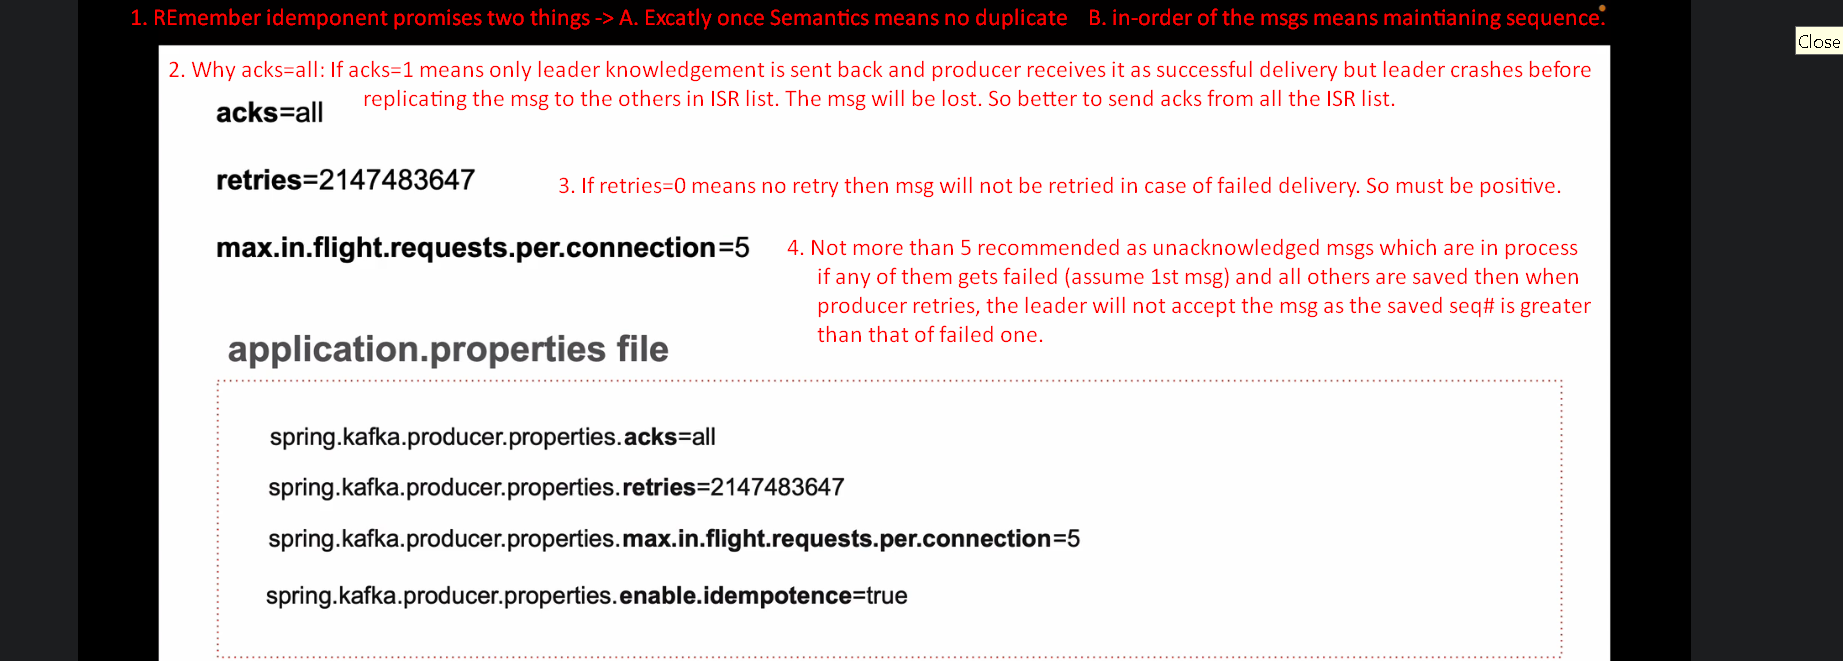 1. REmember idemponent promises two things -> A. Excatly once Semantics means no duplicate B. in-order of the msgs means maintianing sequence.
Close
2. Why acks=all: If acks=1 means only leader knowledgement is sent back and producer receives it as successful delivery but leader crashes before
replicating the msg to the others in ISR list. The msg will be lost. So better to send acks from all the ISR list.
acks=all
retries=2147483647
3. If retries=0 means no retry then msg will not be retried in case of failed delivery. So must be positive.
max.in.flight.requests.per.connection=5
4. Not more than 5 recommended as unacknowledged msgs which are in process
if any of them gets failed (assume 1st msg) and all others are saved then when
producer retries, the leader will not accept the msg as the saved seq# is greater
than that of failed one.
application.properties file
spring.kafka.producer.properties.acks=all
spring.kafka.producer.properties.retries=2147483647
spring.kafka.producer.properties.max.in.flight.requests.per.connection=5
spring.kafka.producer.properties.enable.idempotence=true